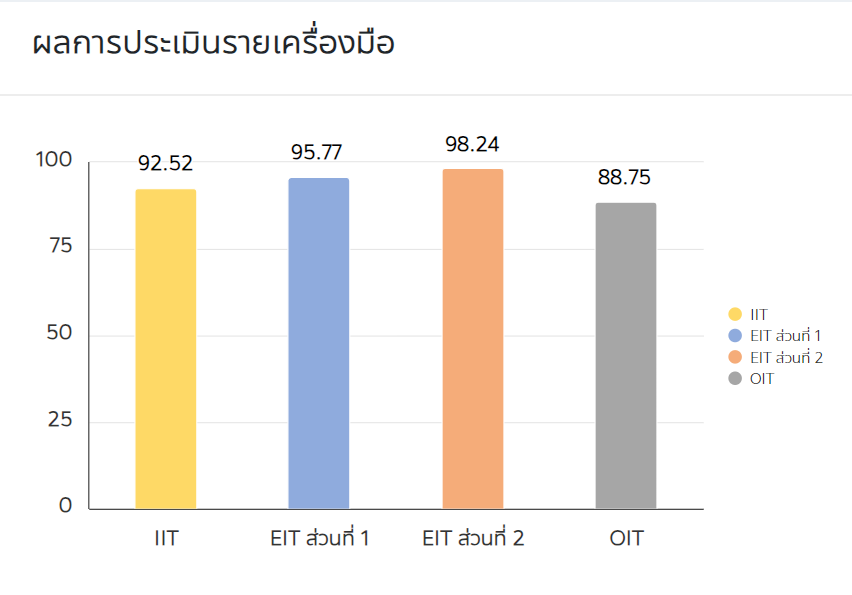 ผลการประเมินรายเครื่องมือ
92.52
95.77
98.24
88.75
100
75
50
25
0
IIT
EIT ส่วนที่ 1
EIT ส่วนที่ 2
OIT
IIT
EIT ส่วนที่ 1
EIT ส่วนที่ 2
OIT